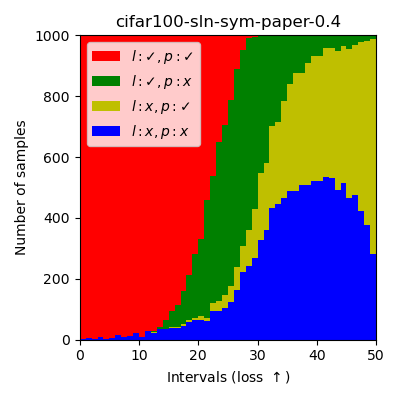 cifar100-sln-sym-paper-0.4
1000
800
600
400
200
0
l:✓,p:✓
l:✓,p:x
l:x,p:✓
l:x,p:x
Number of samples
0 10 20 30 40 50
Intervals (loss ↑)